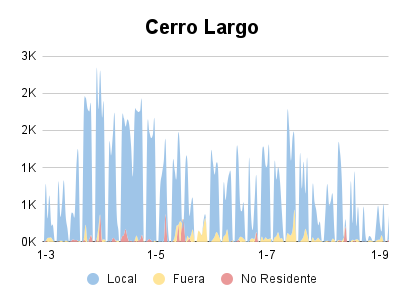 Cerro Largo
3K
2K
2K
1K
1K
0K
1-3
1-5
1-7
1-9
Local
Fuera
No Residente